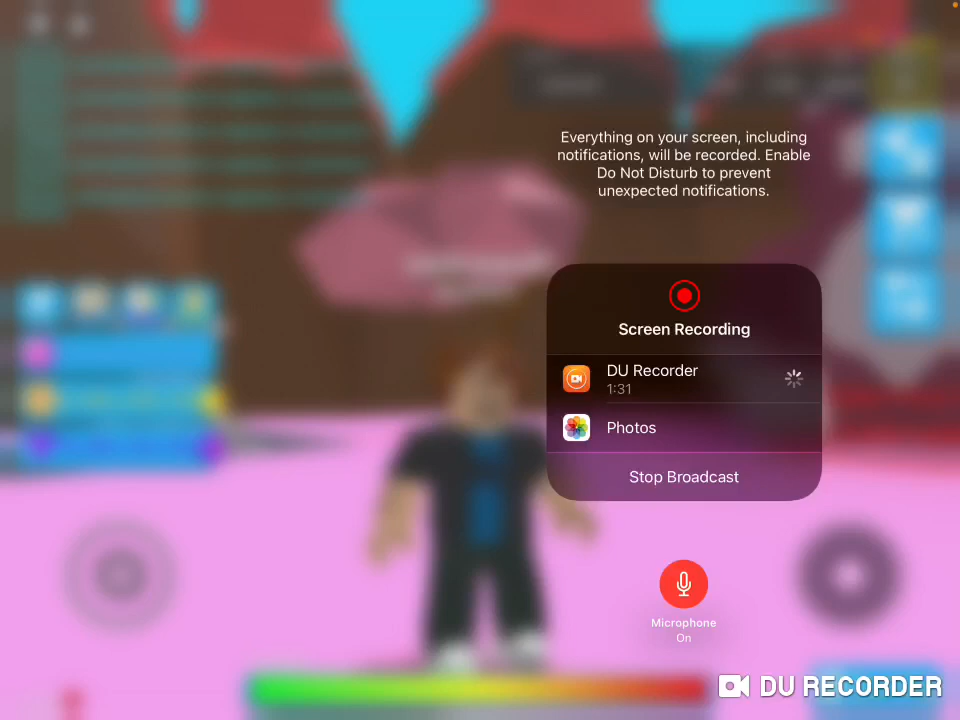 Everything on your screen, including
notifications, will be recorded. Enable
Do Not Disturb to prevent
unexpected notifications.
Screen Recording
DU Recorder
1:31
Photos
Stop Broadcast
Microphone
On
DU RECORDER